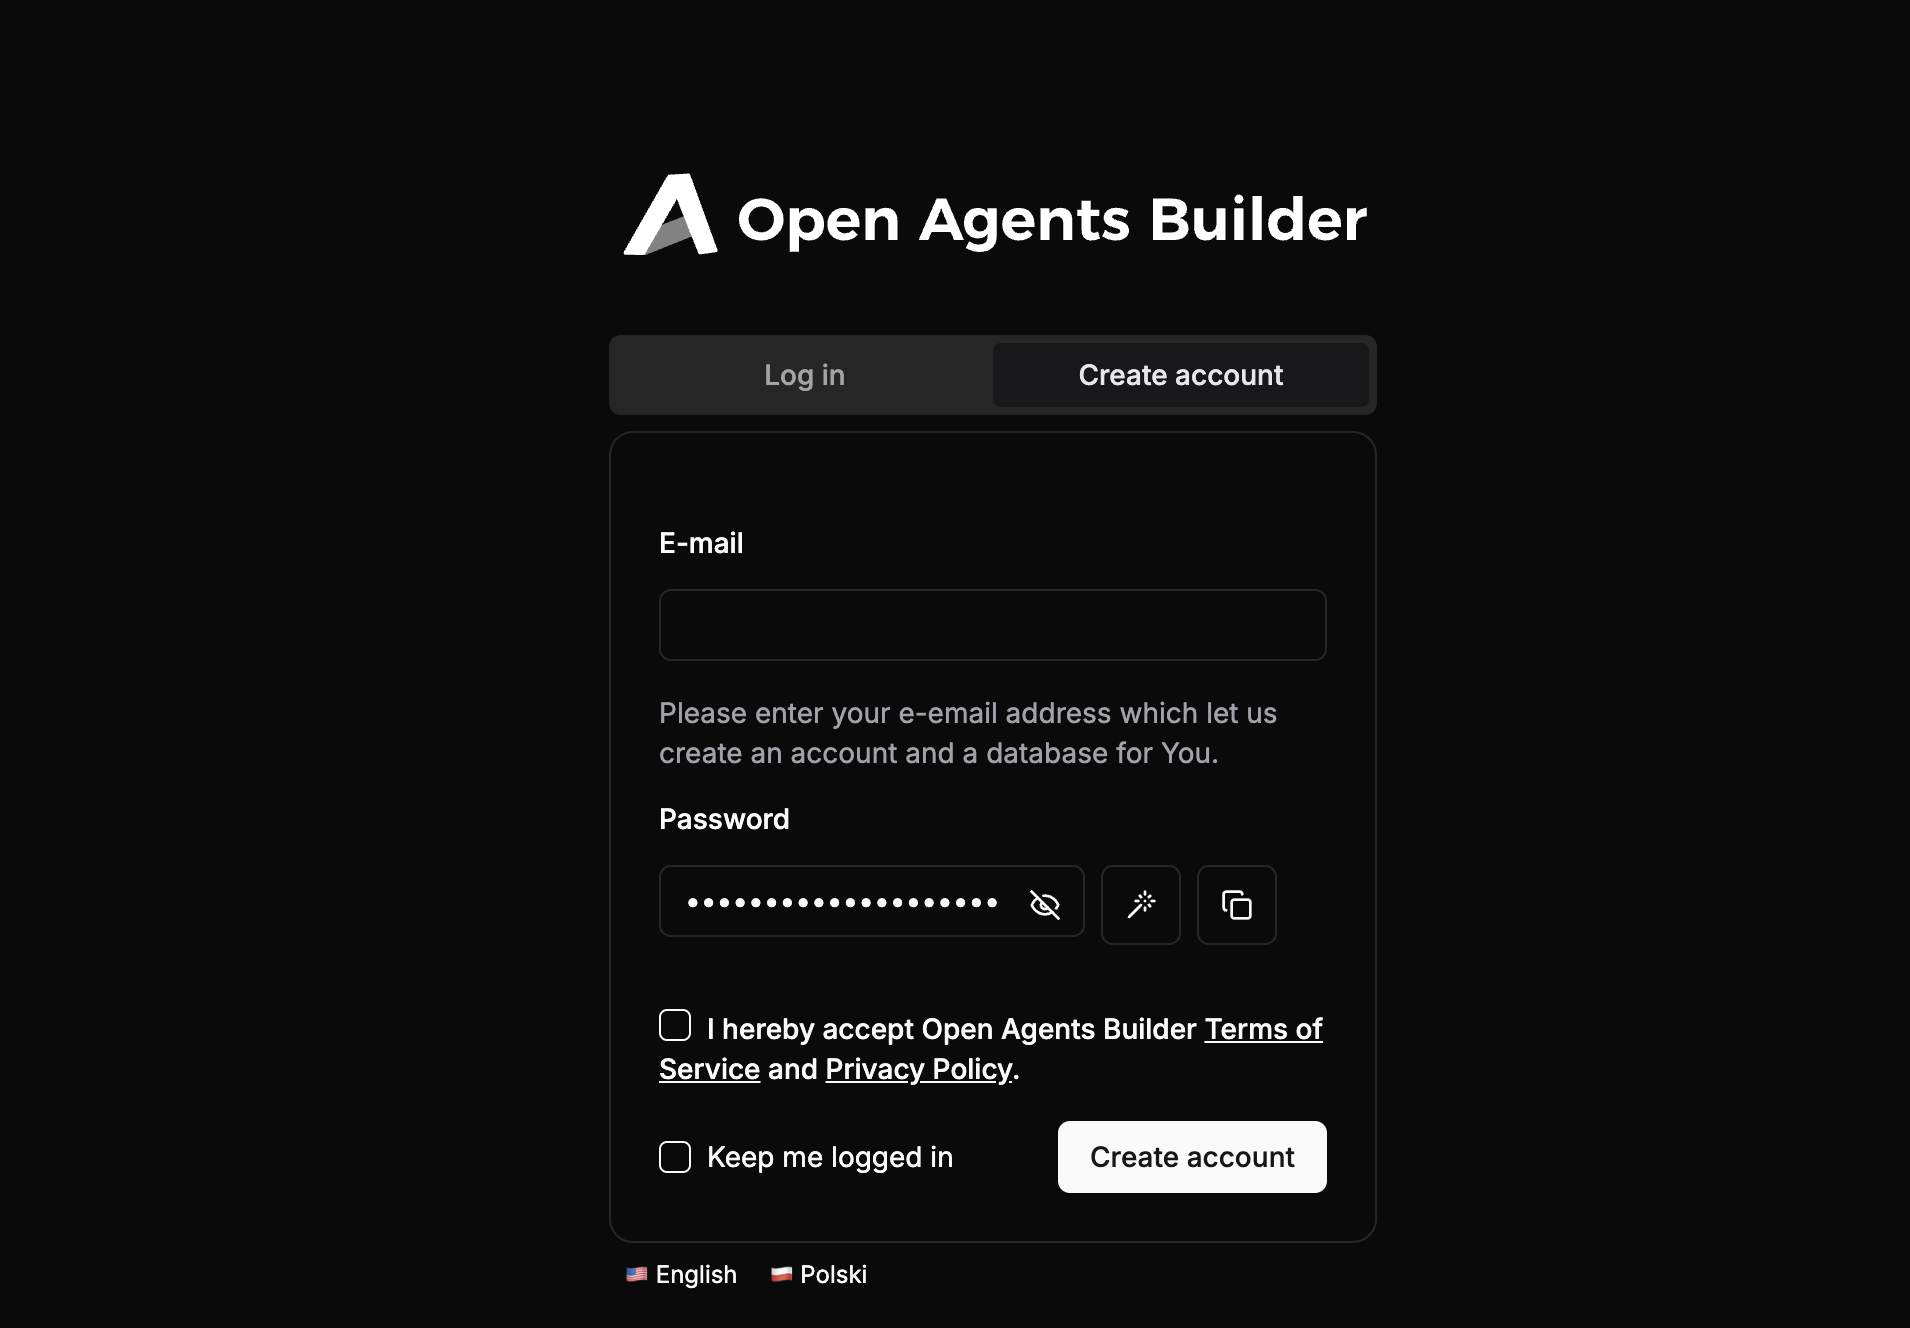 Open Agents Builder
Log in
Create account
E-mail
Please enter your e-email address which let us
create an account and a database for You.
Password
I hereby accept Open Agents Builder Terms of
Service and Privacy Policy.
Keep me logged in
Create account
English
Polski